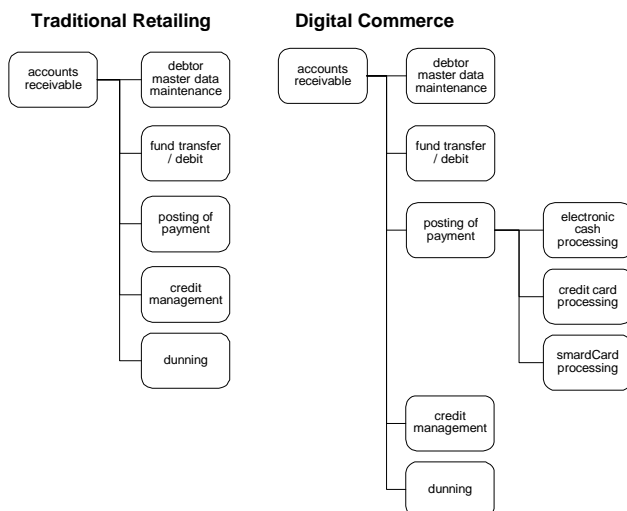 Traditional Retailing
accounts
receivable
debtor
master data
maintenance
fund transfer
/ debit
posting of
payment
credit
management
dunning
Digital Commerce
accounts
receivable
debtor
master data
maintenance
fund transfer
/ debit
posting of
payment
electronic
cash
processing
credit card
processing
smardCard
processing
credit
management
dunning